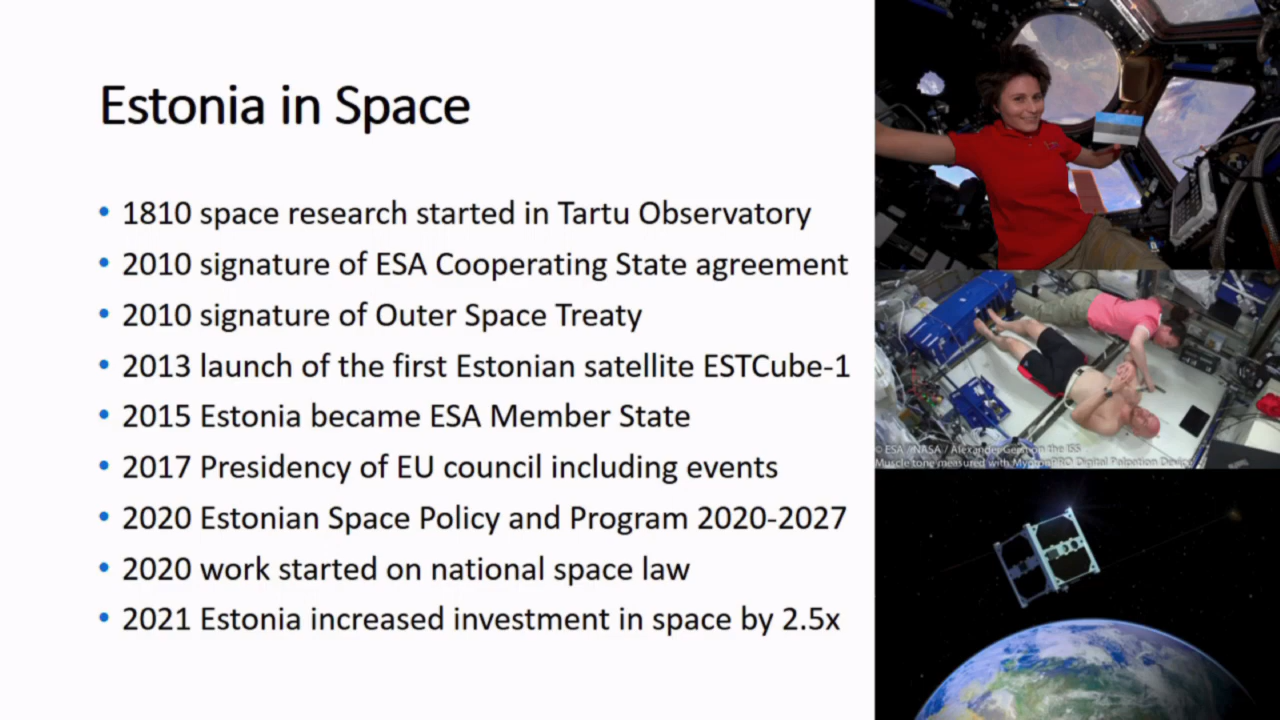 Estonia in Space
• 1810 space research started in Tartu Observatory
• 2010 signature of ESA Cooperating State agreement
• 2010 signature of Outer Space Treaty
• 2013 launch of the first Estonian satellite ESTCube-1
• 2015 Estonia became ESA Member State
• 2017 Presidency of EU council including events
• 2020 Estonian Space Policy and Program 2020-2027
• 2020 work started on national space law
• 2021 Estonia increased investment in space by 2.5x
© ESA / NASA / Alexander Gerst on the ISS
Muscle tone measured with MyotonPRO Digital Palpation Device